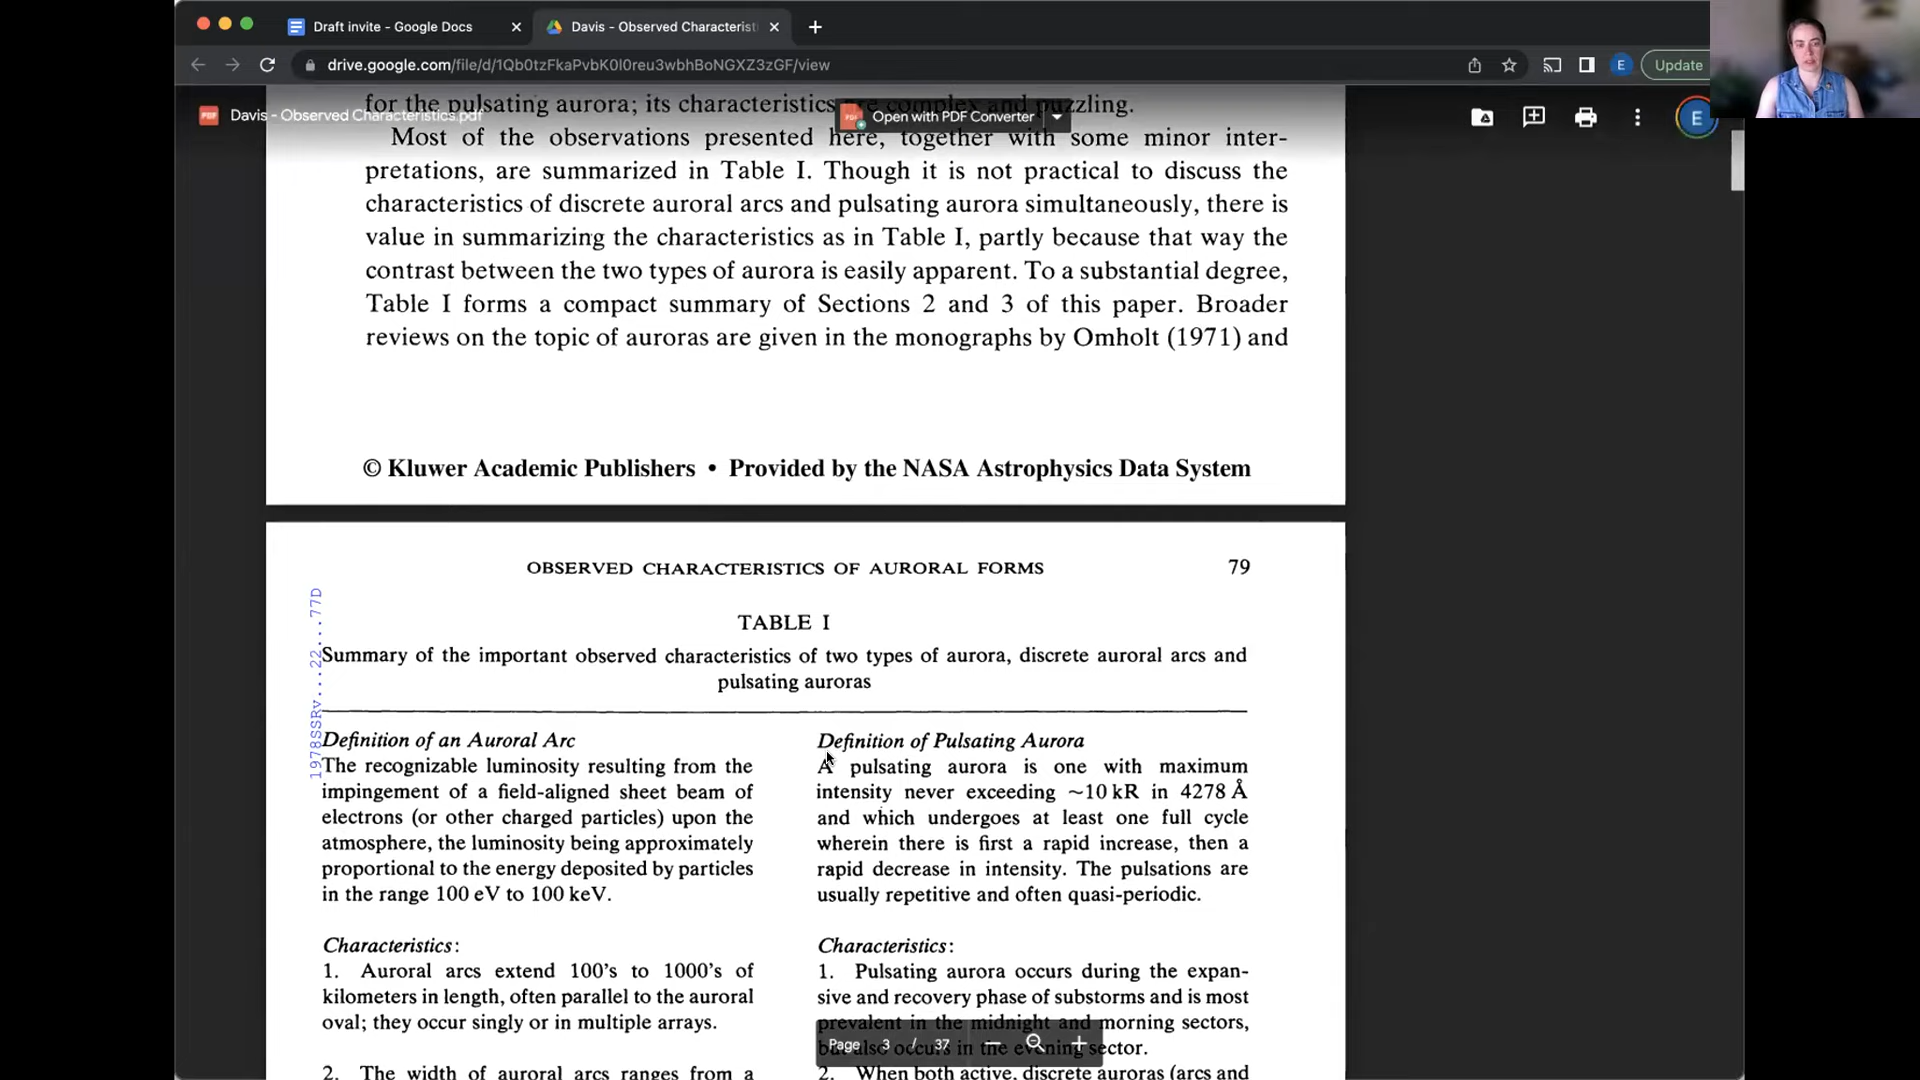 Draft invite - Google Docs
Davis - Observed Characterist
drive.google.com/file/d/1Qb0tzFkaPvbK0l0reu3wbhBoNGXZ3zGF/view
E
Update
for the pulsating aurora; its characteristics are complex and puzzling.
PDF
Davis - Observed Characteristics.pdf
Open with PDF Converter
E
Most of the observations presented here, together with some minor inter-
pretations, are summarized in Table I. Though it is not practical to discuss the
characteristics of discrete auroral arcs and pulsating aurora simultaneously, there is
value in summarizing the characteristics as in Table I, partly because that way the
contrast between the two types of aurora is easily apparent. To a substantial degree,
Table I forms a compact summary of Sections 2 and 3 of this paper. Broader
reviews on the topic of auroras are given in the monographs by Omholt (1971) and
© Kluwer Academic Publishers • Provided by the NASA Astrophysics Data System
1978SSRv...22...77D
OBSERVED CHARACTERISTICS OF AURORAL FORMS 79
TABLE I
Summary of the important observed characteristics of two types of aurora, discrete auroral arcs and
pulsating auroras
Definition of an Auroral Arc
The recognizable luminosity resulting from the
impingement of a field-aligned sheet beam of
electrons (or other charged particles) upon the
atmosphere, the luminosity being approximately
proportional to the energy deposited by particles
in the range 100 eV to 100 keV.
Characteristics:
1. Auroral arcs extend 100's to 1000's of
kilometers in length, often parallel to the auroral
oval; they occur singly or in multiple arrays.
2. The width of auroral arcs ranges from a
Definition of Pulsating Aurora
A pulsating aurora is one with maximum
intensity never exceeding ~10 kR in 4278 Å
and which undergoes at least one full cycle
wherein there is first a rapid increase, then a
rapid decrease in intensity. The pulsations are
usually repetitive and often quasi-periodic.
Characteristics:
1. Pulsating aurora occurs during the expan-
sive and recovery phase of substorms and is most
prevalent in the midnight and morning sectors,
but also occurs in the evening sector.
2. When both active, discrete auroras (arcs and
Page 3 / 37